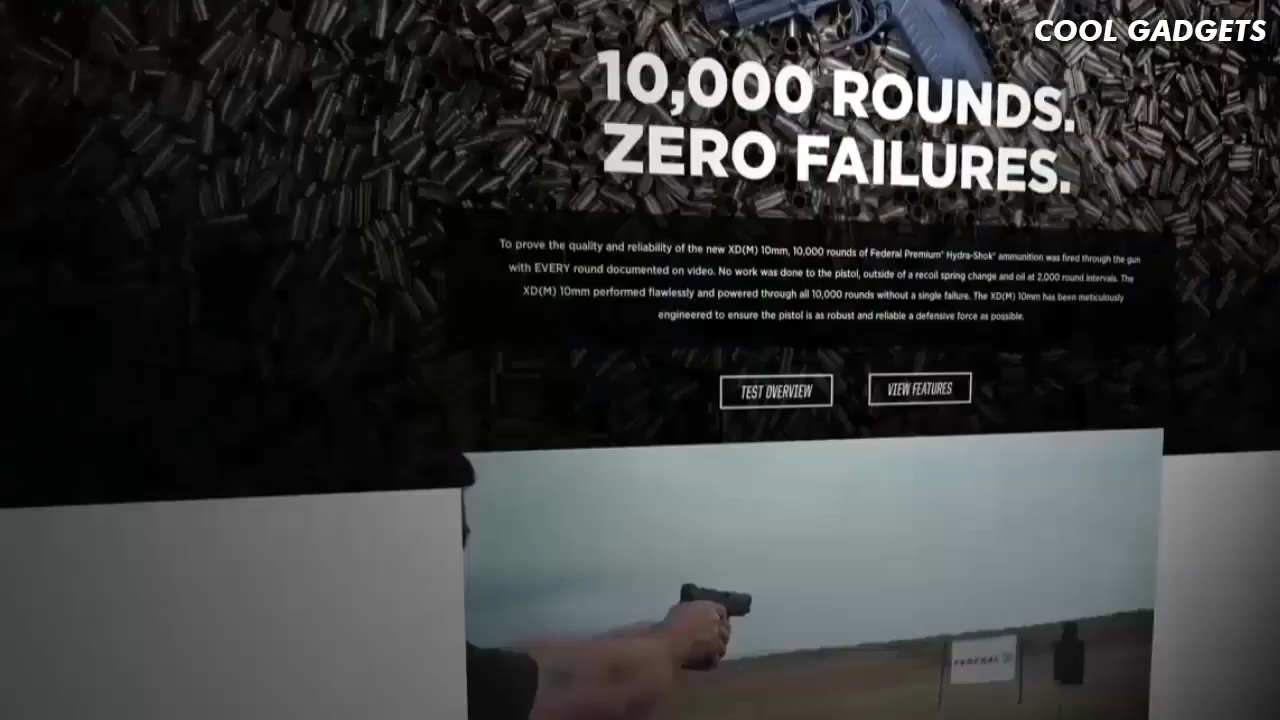 COOL GADGETS
10,000 ROUNDS.
ZERO FAILURES.
To prove the quality and reliability of the new XD(M) 10mm, 10,000 rounds of Federal Premium® Hydra-Shok® ammunition was fired through the gun
with EVERY round documented on video. No work was done to the pistol, outside of a recoil spring change and oil at 2,000 round intervals. The
XD(M) 10mm performed flawlessly and powered through all 10,000 rounds without a single failure. The XD(M) 10mm has been meticulously
engineered to ensure the pistol is as robust and reliable a defensive force as possible.
TEST OVERVIEW
VIEW FEATURES
FEDERAL